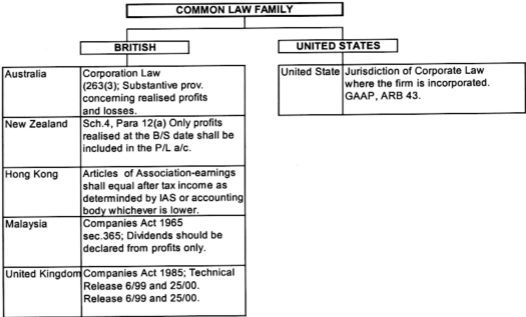 COMMON LAW FAMILY
BRITISH
UNITED STATES
Australia
Corporation Law
(263(3); Substantive prov.
concerning realised profits
and losses.
New Zealand
Sch.4, Para 12(a) Only profits
realised at the B/S date shall be
included in the P/L a/c.
Hong Kong
Articles of Association-earnings
shall equal after tax income as
determinded by IAS or accounting
body whichever is lower.
Malaysia
Companies Act 1965
sec.365; Dividends should be
declared from profits only.
United Kingdom
Companies Act 1985; Technical
Release 6/99 and 25/00.
Release 6/99 and 25/00.
United State
Jurisdiction of Corporate Law
where the firm is incorporated.
GAAP, ARB 43.